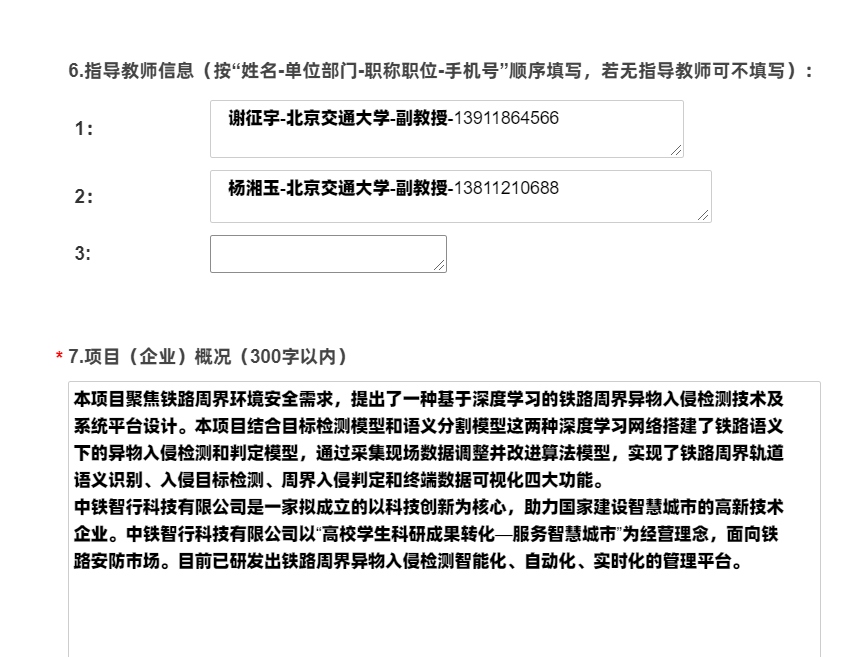 6.指导教师信息（按“姓名-单位部门-职称职位-手机号”顺序填写，若无指导教师可不填写）：
1：
谢征宇-北京交通大学-副教授-13911864566
2：
杨湘玉-北京交通大学-副教授-13811210688
3:
* 7.项目（企业）概况（300字以内）
本项目聚焦铁路周界环境安全需求，提出了一种基于深度学习的铁路周界异物入侵检测技术及
系统平台设计。本项目结合目标检测模型和语义分割模型这两种深度学习网络搭建了铁路语义
下的异物入侵检测和判定模型，通过采集现场数据调整并改进算法模型，实现了铁路周界轨道
语义识别、入侵目标检测、周界入侵判定和终端数据可视化四大功能。
中铁智行科技有限公司是一家拟成立的以科技创新为核心，助力国家建设智慧城市的高新技术
企业。中铁智行科技有限公司以“高校学生科研成果转化—服务智慧城市”为经营理念，面向铁
路安防市场。目前已研发出铁路周界异物入侵检测智能化、自动化、实时化的管理平台。